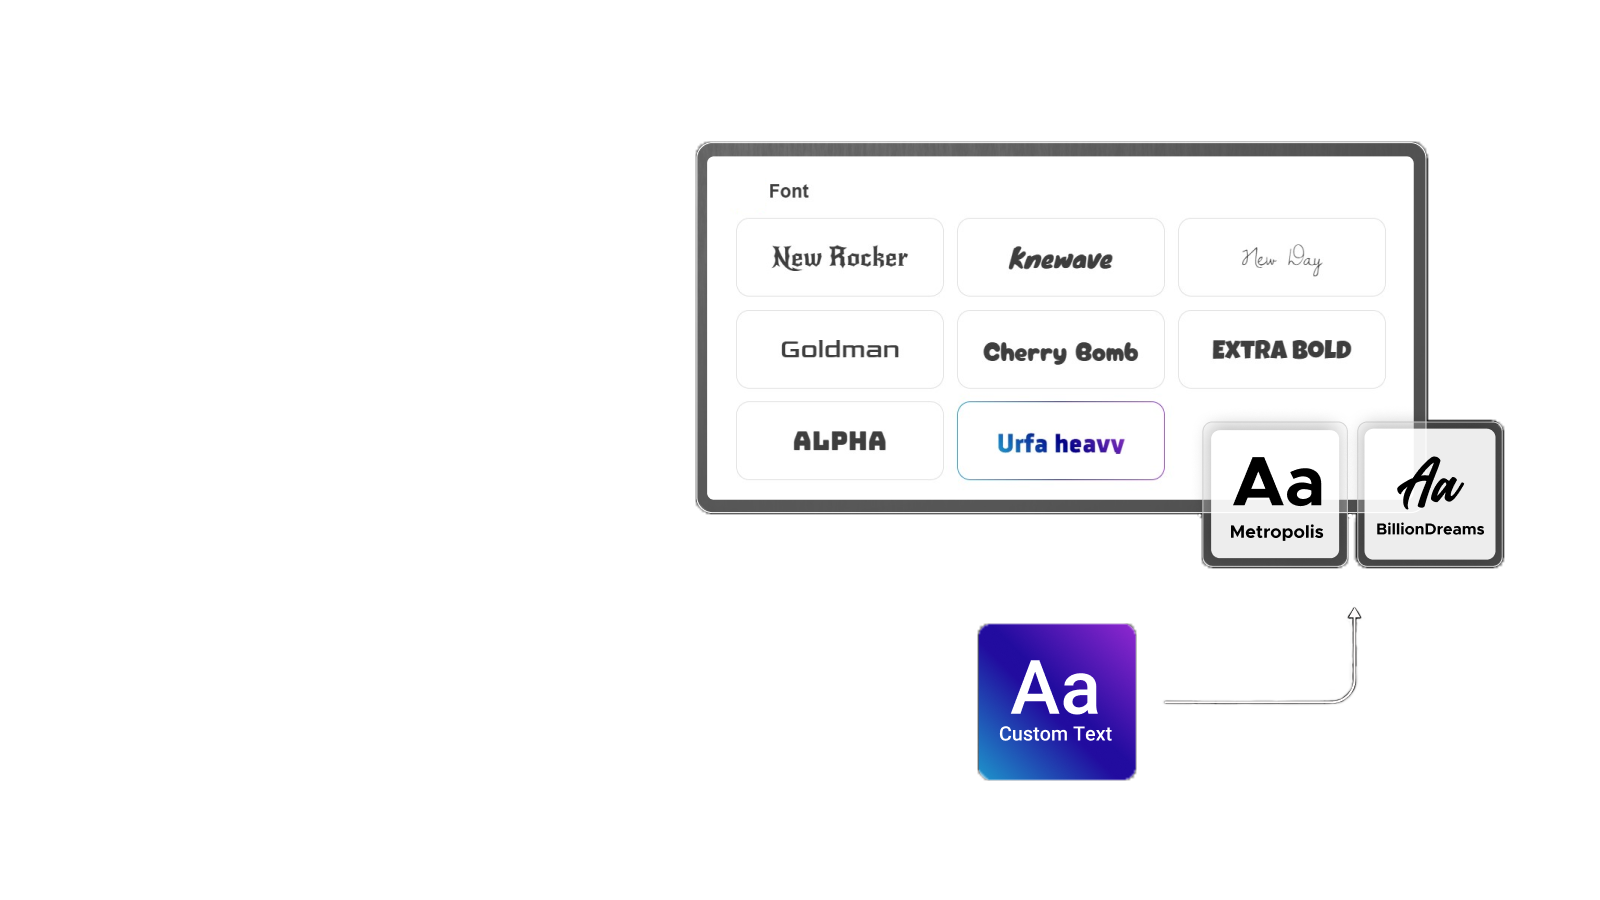 Font
New Rocker
Knewave
New Day
Goldman
Cherry Bomb
EXTRA BOLD
ALPHA
Urfa heavy
Aa
Metropolis
Aa
BillionDreams
Aa
Custom Text